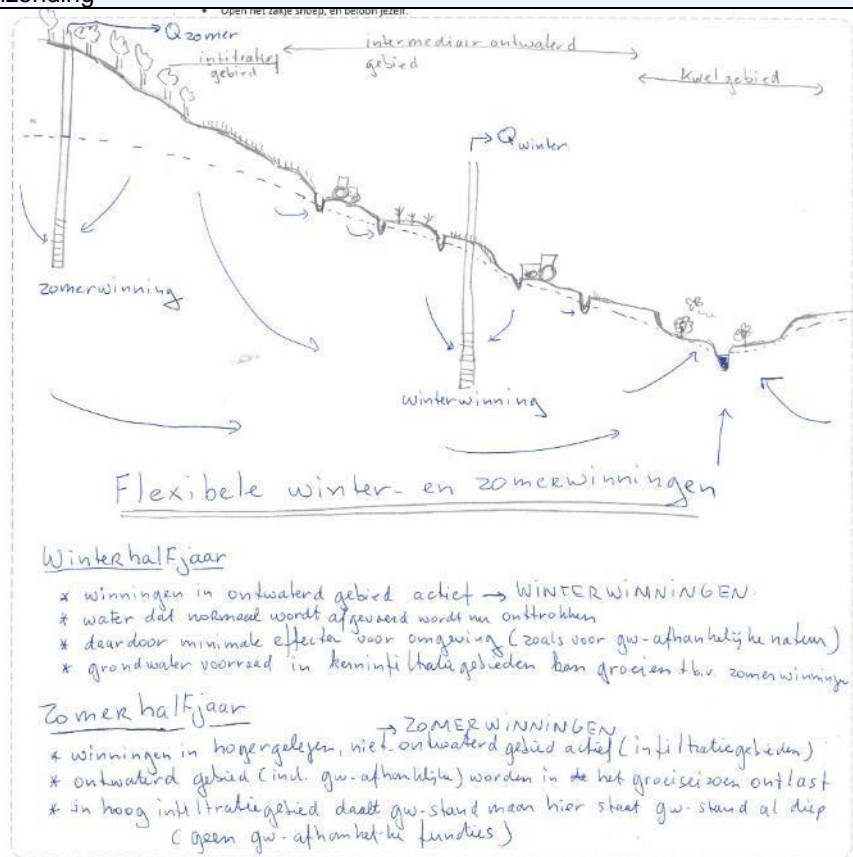 inzending
• Open het zakje snoep, en beloon jezelf.
Q zomer
infiltratie gebied
intermediair ontwaterd gebied
kwelgebied
Q winter
zomerwinning
winterwinning
Flexibele winter- en zomerwinningen
Winterhalfjaar
* winningen in ontwaterd gebied actief → WINTERWINNINGEN.
* water dat normaal wordt afgevoerd wordt nu onttrokken
* daardoor minimale effecten voor omgeving (zoals voor gw-afhankelijke natuur)
* grondwater voorraad in kerninfiltratiegebieden kan groeien t.b.v. zomerwinningen
Zomerhalfjaar
→ ZOMERWINNINGEN
* winningen in hogergelegen, niet ontwaterd gebied actief (infiltratiegebieden)
* ontwaterd gebied (incl. gw-afhankelijke) worden in het groeiseizoen ontlast
* in hoog infiltratiegebied daalt gw-stand maar hier staat gw-stand al diep
(geen gw-afhankelijke functies)